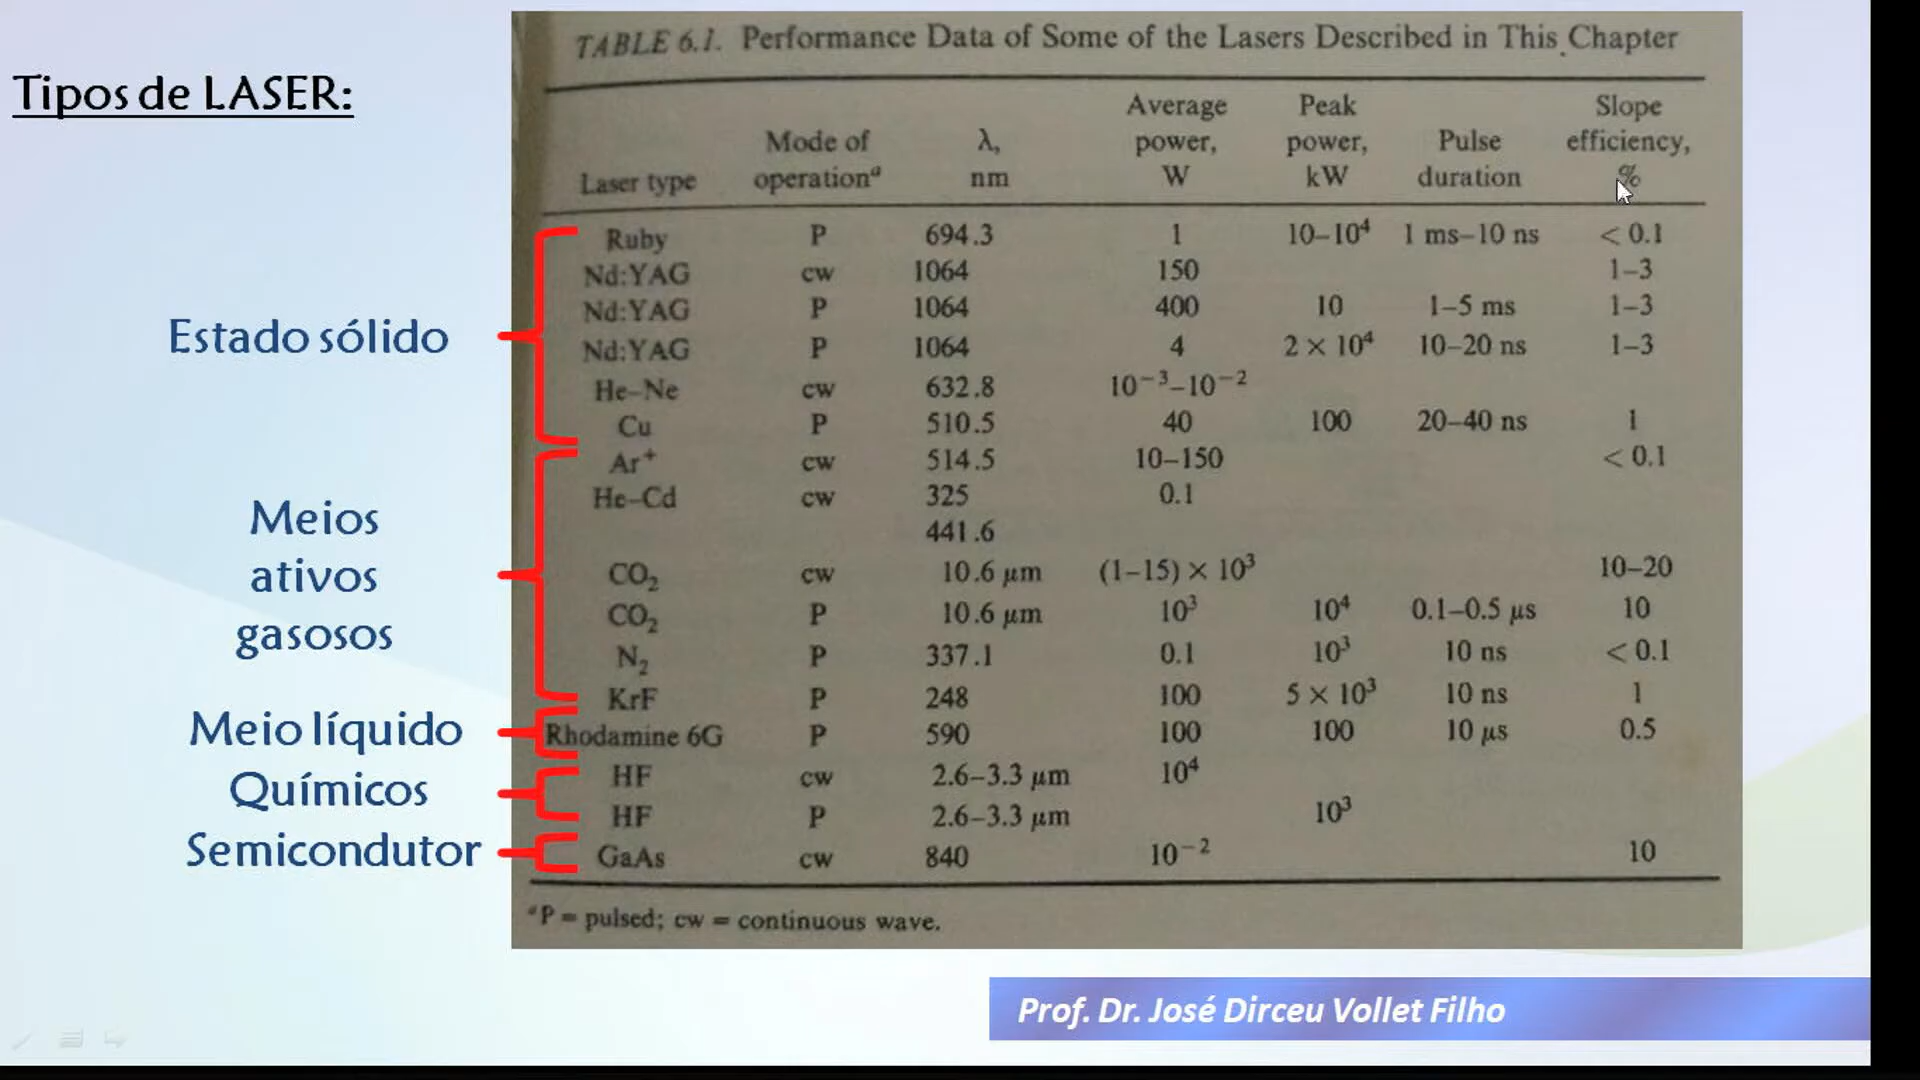 Tipos de LASER:
TABLE 6.1. Performance Data of Some of the Lasers Described in This Chapter
Laser type Mode of operationᵃ λ, nm Average power, W Peak power, kW Pulse duration Slope efficiency, %
Ruby P 694.3 1 10–10⁴ 1 ms–10 ns < 0.1
Nd:YAG cw 1064 150 1–3
Nd:YAG P 1064 400 10 1–5 ms 1–3
Nd:YAG P 1064 4 2 × 10⁴ 10–20 ns 1–3
He–Ne cw 632.8 10⁻³–10⁻²
Cu P 510.5 40 100 20–40 ns 1
Ar⁺ cw 514.5 10–150 < 0.1
He–Cd cw 325 0.1
441.6
CO₂ cw 10.6 μm (1–15) × 10³ 10–20
CO₂ P 10.6 μm 10³ 10⁴ 0.1–0.5 μs 10
N₂ P 337.1 0.1 10³ 10 ns < 0.1
KrF P 248 100 5 × 10³ 10 ns 1
Rhodamine 6G P 590 100 100 10 μs 0.5
HF cw 2.6–3.3 μm 10⁴
HF P 2.6–3.3 μm 10³
GaAs cw 840 10⁻² 10
ᵃP = pulsed; cw = continuous wave.
Estado sólido
Meios
ativos
gasosos
Meio líquido
Químicos
Semicondutor
Prof. Dr. José Dirceu Vollet Filho